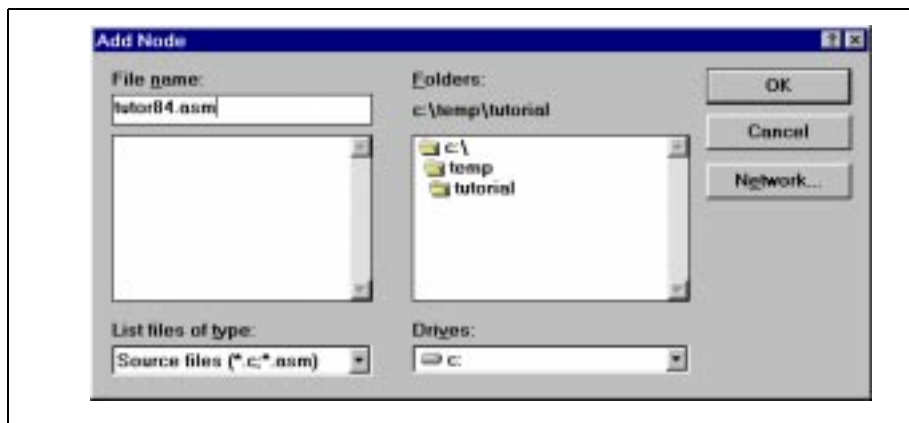 Add Node
File name:
tutor84.asm
Folders:
c:\temp\tutorial
c:\
temp
tutorial
OK
Cancel
Network...
List files of type:
Source files (*.c;*.asm)
Drives:
c: